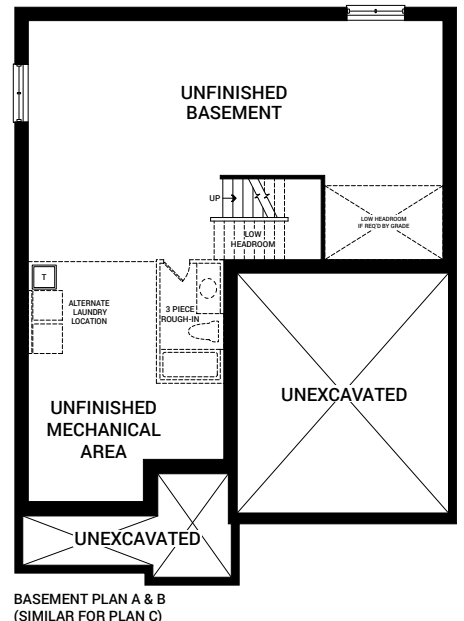 UNFINISHED
BASEMENT
UP
LOW
HEADROOM
LOW HEADROOM
IF REQ'D BY GRADE
T
ALTERNATE
LAUNDRY
LOCATION
3 PIECE
ROUGH-IN
UNEXCAVATED
UNFINISHED
MECHANICAL
AREA
UNEXCAVATED
BASEMENT PLAN A & B
(SIMILAR FOR PLAN C)